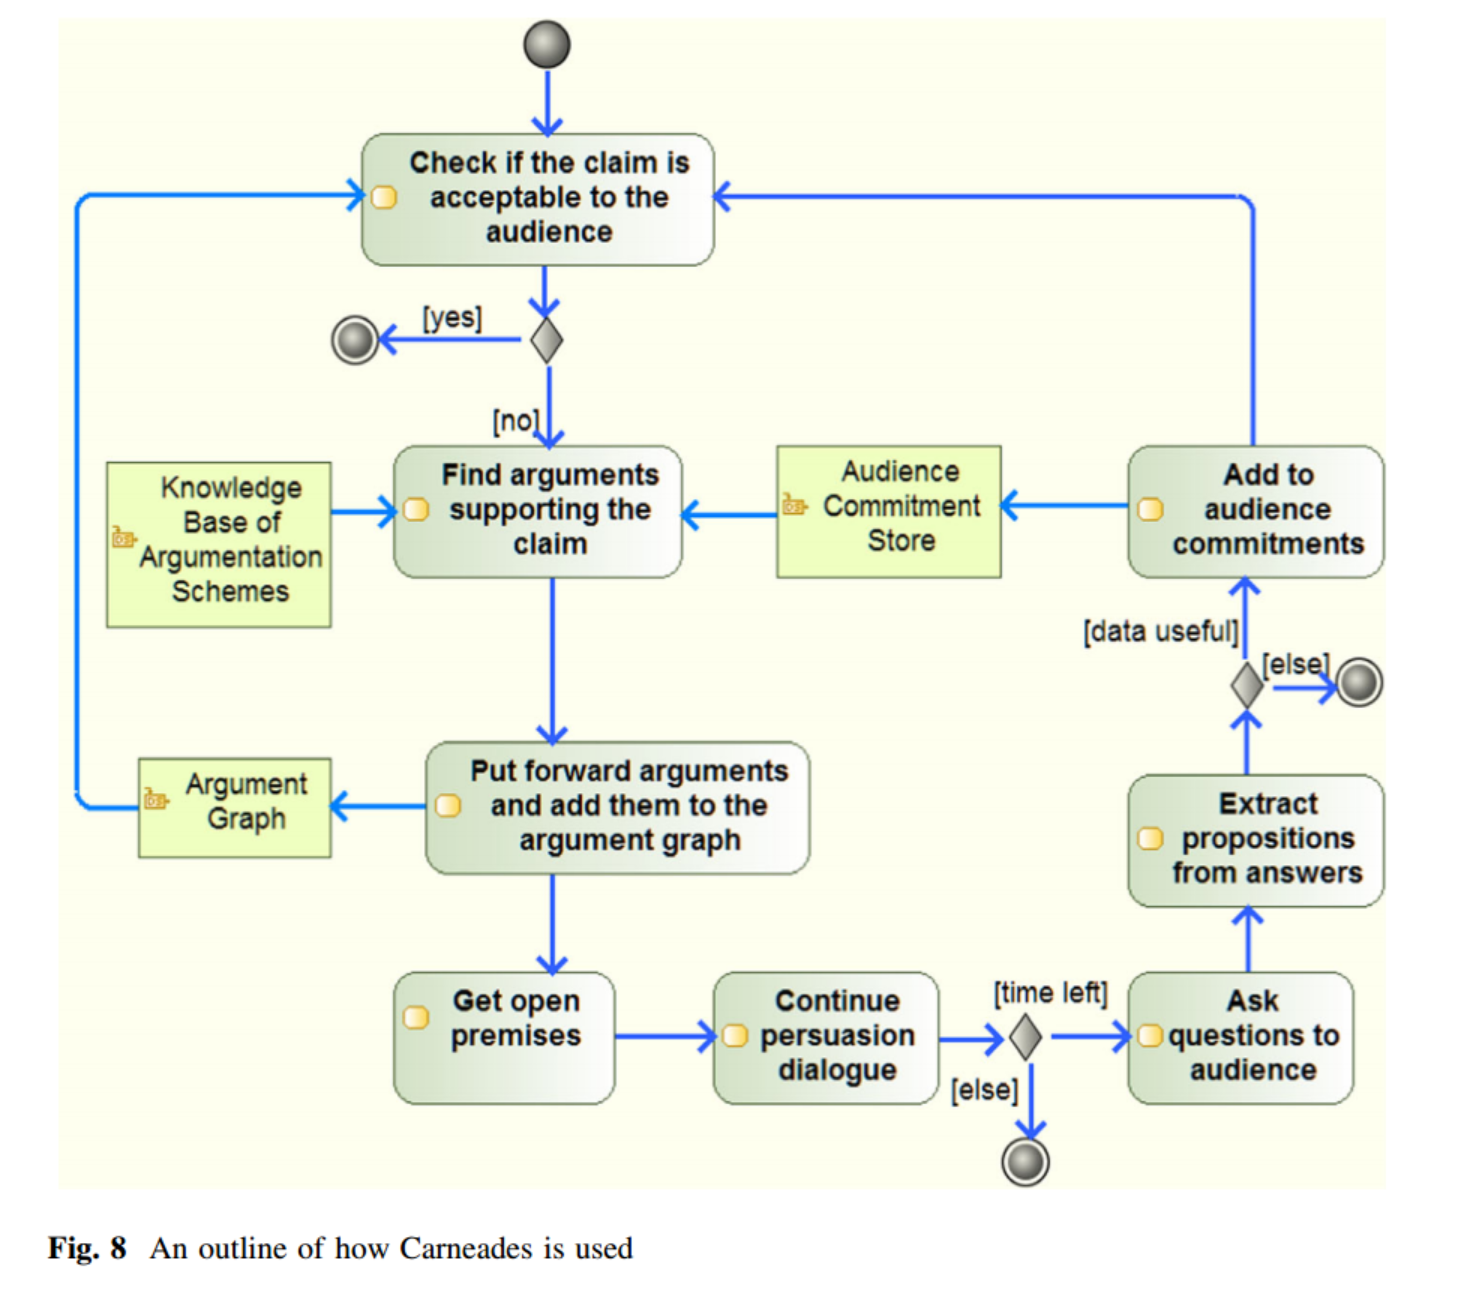 Check if the claim is
acceptable to the
audience
[yes]
[no]
Knowledge
Base of
Argumentation
Schemes
Find arguments
supporting the
claim
Audience
Commitment
Store
Add to
audience
commitments
[data useful]
[else]
Argument
Graph
Put forward arguments
and add them to the
argument graph
Extract
propositions
from answers
Get open
premises
Continue
persuasion
dialogue
[time left]
[else]
Ask
questions to
audience
Fig. 8 An outline of how Carneades is used